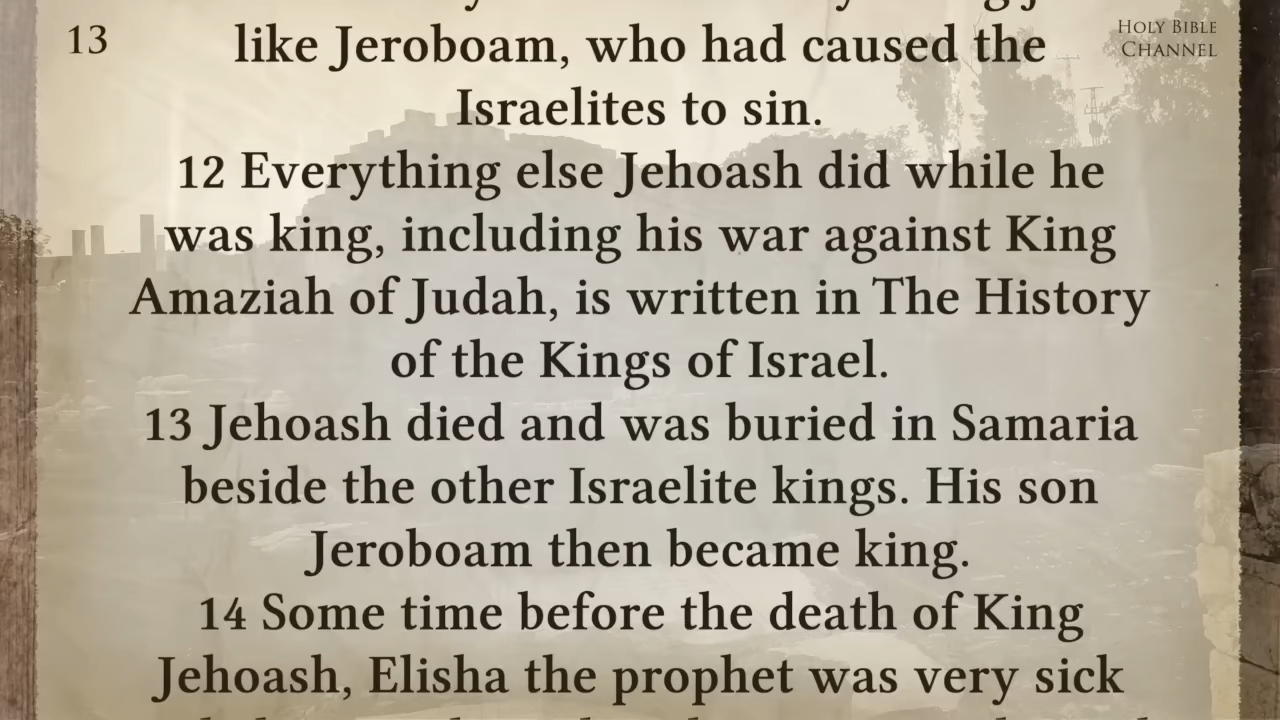 13
HOLY BIBLE
CHANNEL
like Jeroboam, who had caused the
Israelites to sin.
12 Everything else Jehoash did while he
was king, including his war against King
Amaziah of Judah, is written in The History
of the Kings of Israel.
13 Jehoash died and was buried in Samaria
beside the other Israelite kings. His son
Jeroboam then became king.
14 Some time before the death of King
Jehoash, Elisha the prophet was very sick